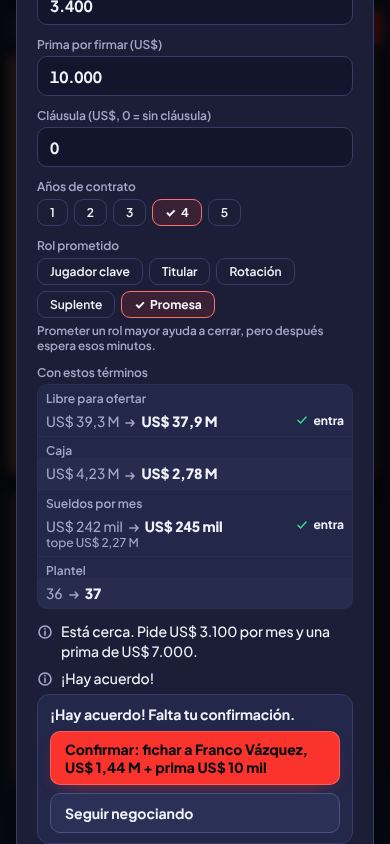 3.400
Prima por firmar (US$)
10.000
Cláusula (US$, 0 = sin cláusula)
0
Años de contrato
1 2 3 ✓ 4 5
Rol prometido
Jugador clave Titular Rotación
Suplente ✓ Promesa
Prometer un rol mayor ayuda a cerrar, pero después
espera esos minutos.
Con estos términos
Libre para ofertar
US$ 39,3 M → US$ 37,9 M ✓ entra
Caja
US$ 4,23 M → US$ 2,78 M
Sueldos por mes
US$ 242 mil → US$ 245 mil ✓ entra
tope US$ 2,27 M
Plantel
36 → 37
Está cerca. Pide US$ 3.100 por mes y una
prima de US$ 7.000.
¡Hay acuerdo!
¡Hay acuerdo! Falta tu confirmación.
Confirmar: fichar a Franco Vázquez,
US$ 1,44 M + prima US$ 10 mil
Seguir negociando